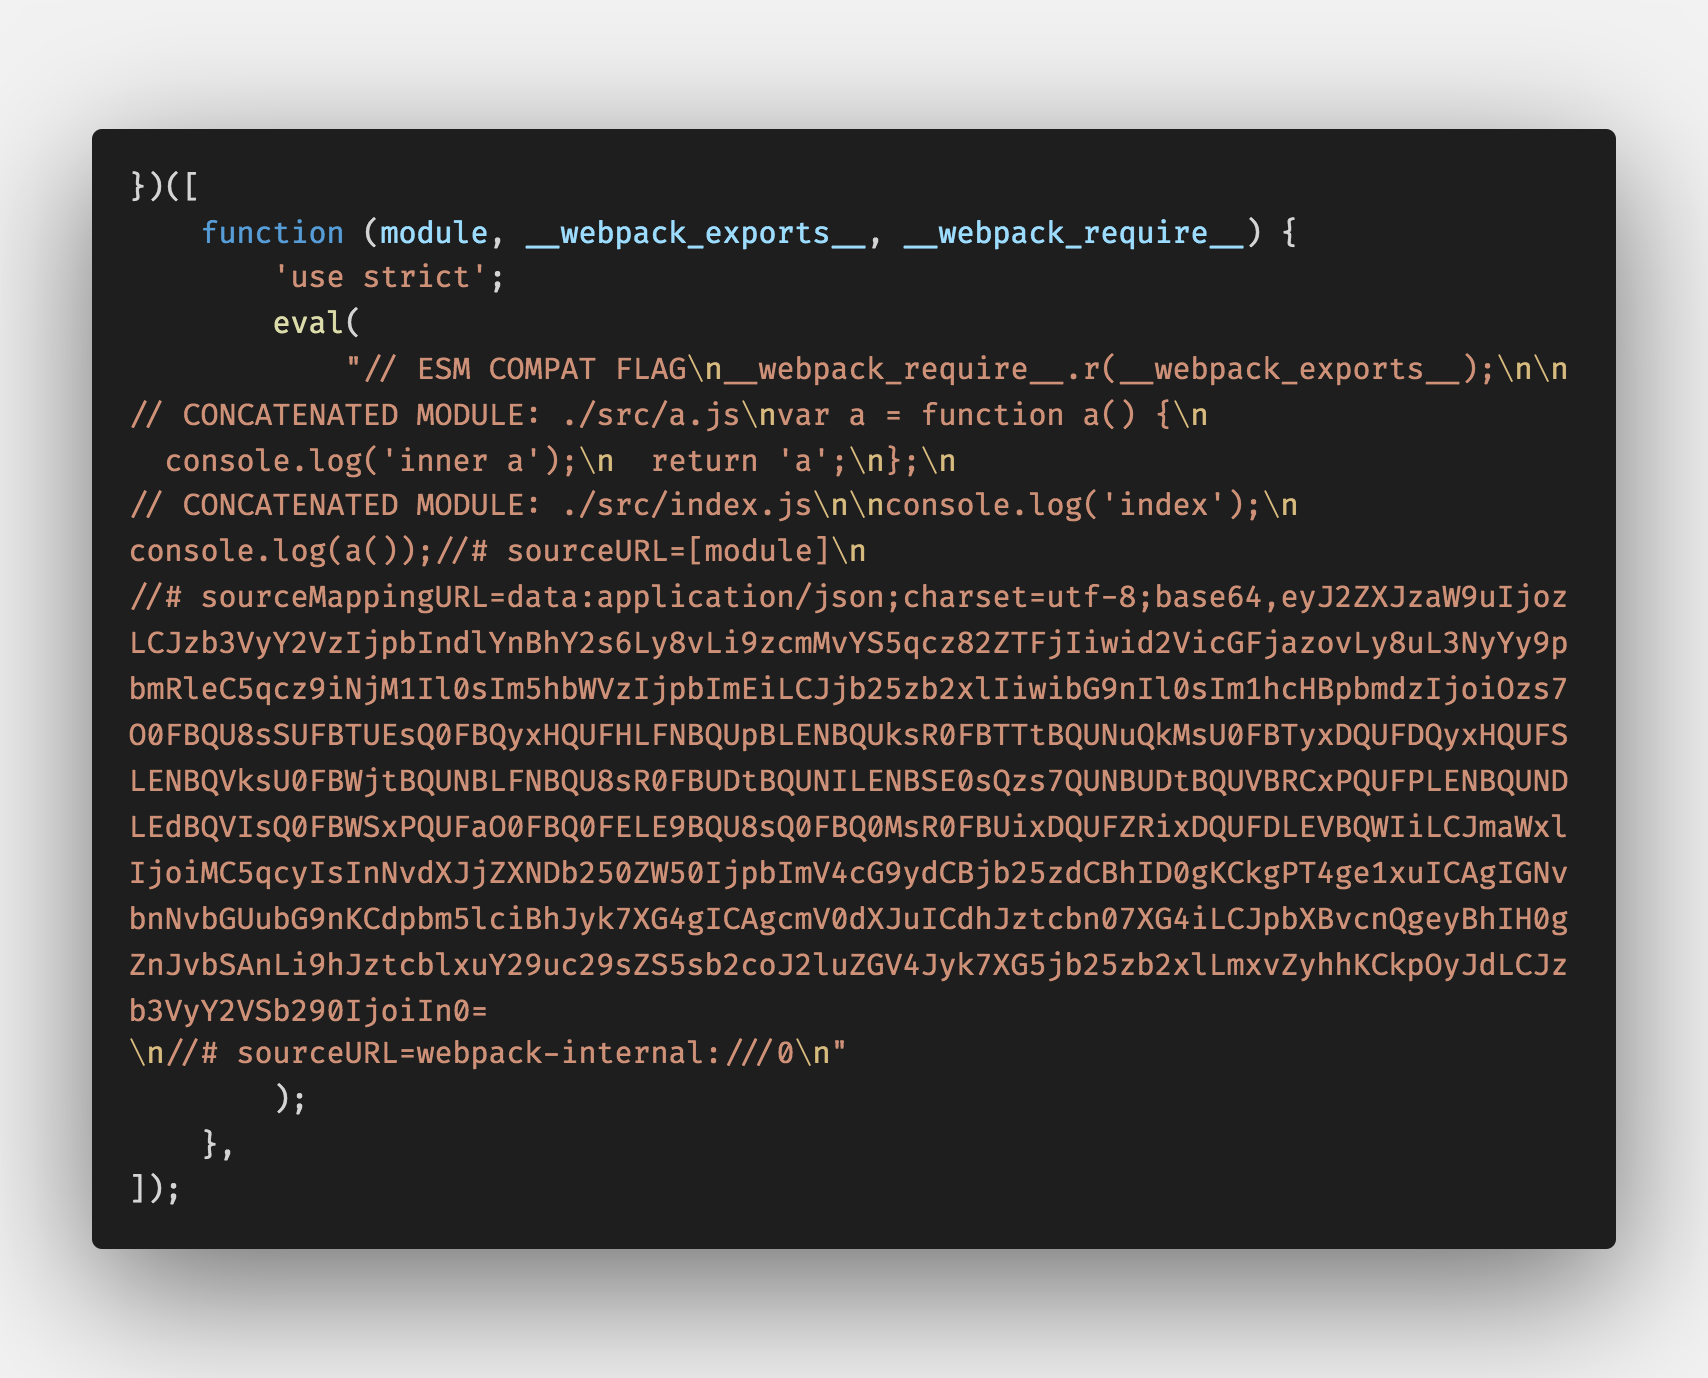 })([
    function (module, __webpack_exports__, __webpack_require__) {
        'use strict';
        eval(
            "// ESM COMPAT FLAG\n__webpack_require__.r(__webpack_exports__);\n\n
// CONCATENATED MODULE: ./src/a.js\nvar a = function a() {\n
  console.log('inner a');\n  return 'a';\n};\n
// CONCATENATED MODULE: ./src/index.js\n\nconsole.log('index');\n
console.log(a());//# sourceURL=[module]\n
//# sourceMappingURL=data:application/json;charset=utf-8;base64,eyJ2ZXJzaW9uIjoz
LCJzb3VyY2VzIjpbIndlYnBhY2s6Ly8vLi9zcmMvYS5qcz82ZTFjIiwid2VicGFjazovLy8uL3NyYy9p
bmRleC5qcz9iNjM1Il0sIm5hbWVzIjpbImEiLCJjb25zb2xlIiwibG9nIl0sIm1hcHBpbmdzIjoiOzs7
O0FBQU8sSUFBTUEsQ0FBQyxHQUFHLFNBQUpBLENBQUksR0FBTTtBQUNuQkMsU0FBTyxDQUFDQyxHQUFS
LENBQVksU0FBWjtBQUNBLFNBQU8sR0FBUDtBQUNILENBSE0sQzs7QUNBUDtBQUVBRCxPQUFPLENBQUND
LEdBQVIsQ0FBWSxPQUFaO0FBQ0FELE9BQU8sQ0FBQ0MsR0FBUixDQUFZRixDQUFDLEVBQWIiLCJmaWxl
IjoiMC5qcyIsInNvdXJjZXNDb250ZW50IjpbImV4cG9ydCBjb25zdCBhID0gKCkgPT4ge1xuICAgIGNv
bnNvbGUubG9nKCdpbm5lciBhJyk7XG4gICAgcmV0dXJuICdhJztcbn07XG4iLCJpbXBvcnQgeyBhIH0g
ZnJvbSAnLi9hJztcblxuY29uc29sZS5sb2coJ2luZGV4Jyk7XG5jb25zb2xlLmxvZyhhKCkpOyJdLCJz
b3VyY2VSb290IjoiIn0=
\n//# sourceURL=webpack-internal:///0\n"
        );
    },
]);